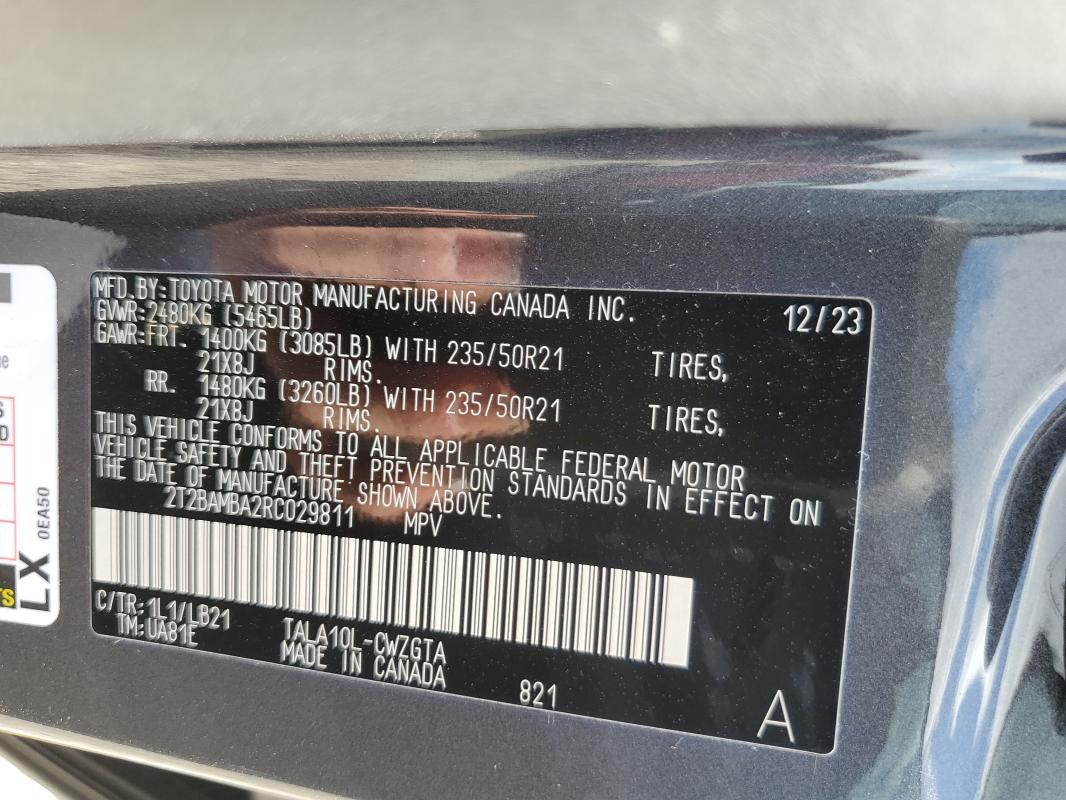 MFD.BY:TOYOTA MOTOR MANUFACTURING CANADA INC. 12/23
GVWR:2480KG (5465LB)
GAWR:FRT. 1400KG (3085LB) WITH 235/50R21 TIRES,
21X8J RIMS.
RR. 1480KG (3260LB) WITH 235/50R21 TIRES,
21X8J RIMS.
THIS VEHICLE CONFORMS TO ALL APPLICABLE FEDERAL MOTOR
VEHICLE SAFETY AND THEFT PREVENTION STANDARDS IN EFFECT ON
THE DATE OF MANUFACTURE SHOWN ABOVE.
2T2BAMBA2RC029811 MPV
C/TR:1L1/LB21
TM:UA81E TALA10L-CWZGTA
MADE IN CANADA 821
A
LX
0EA50